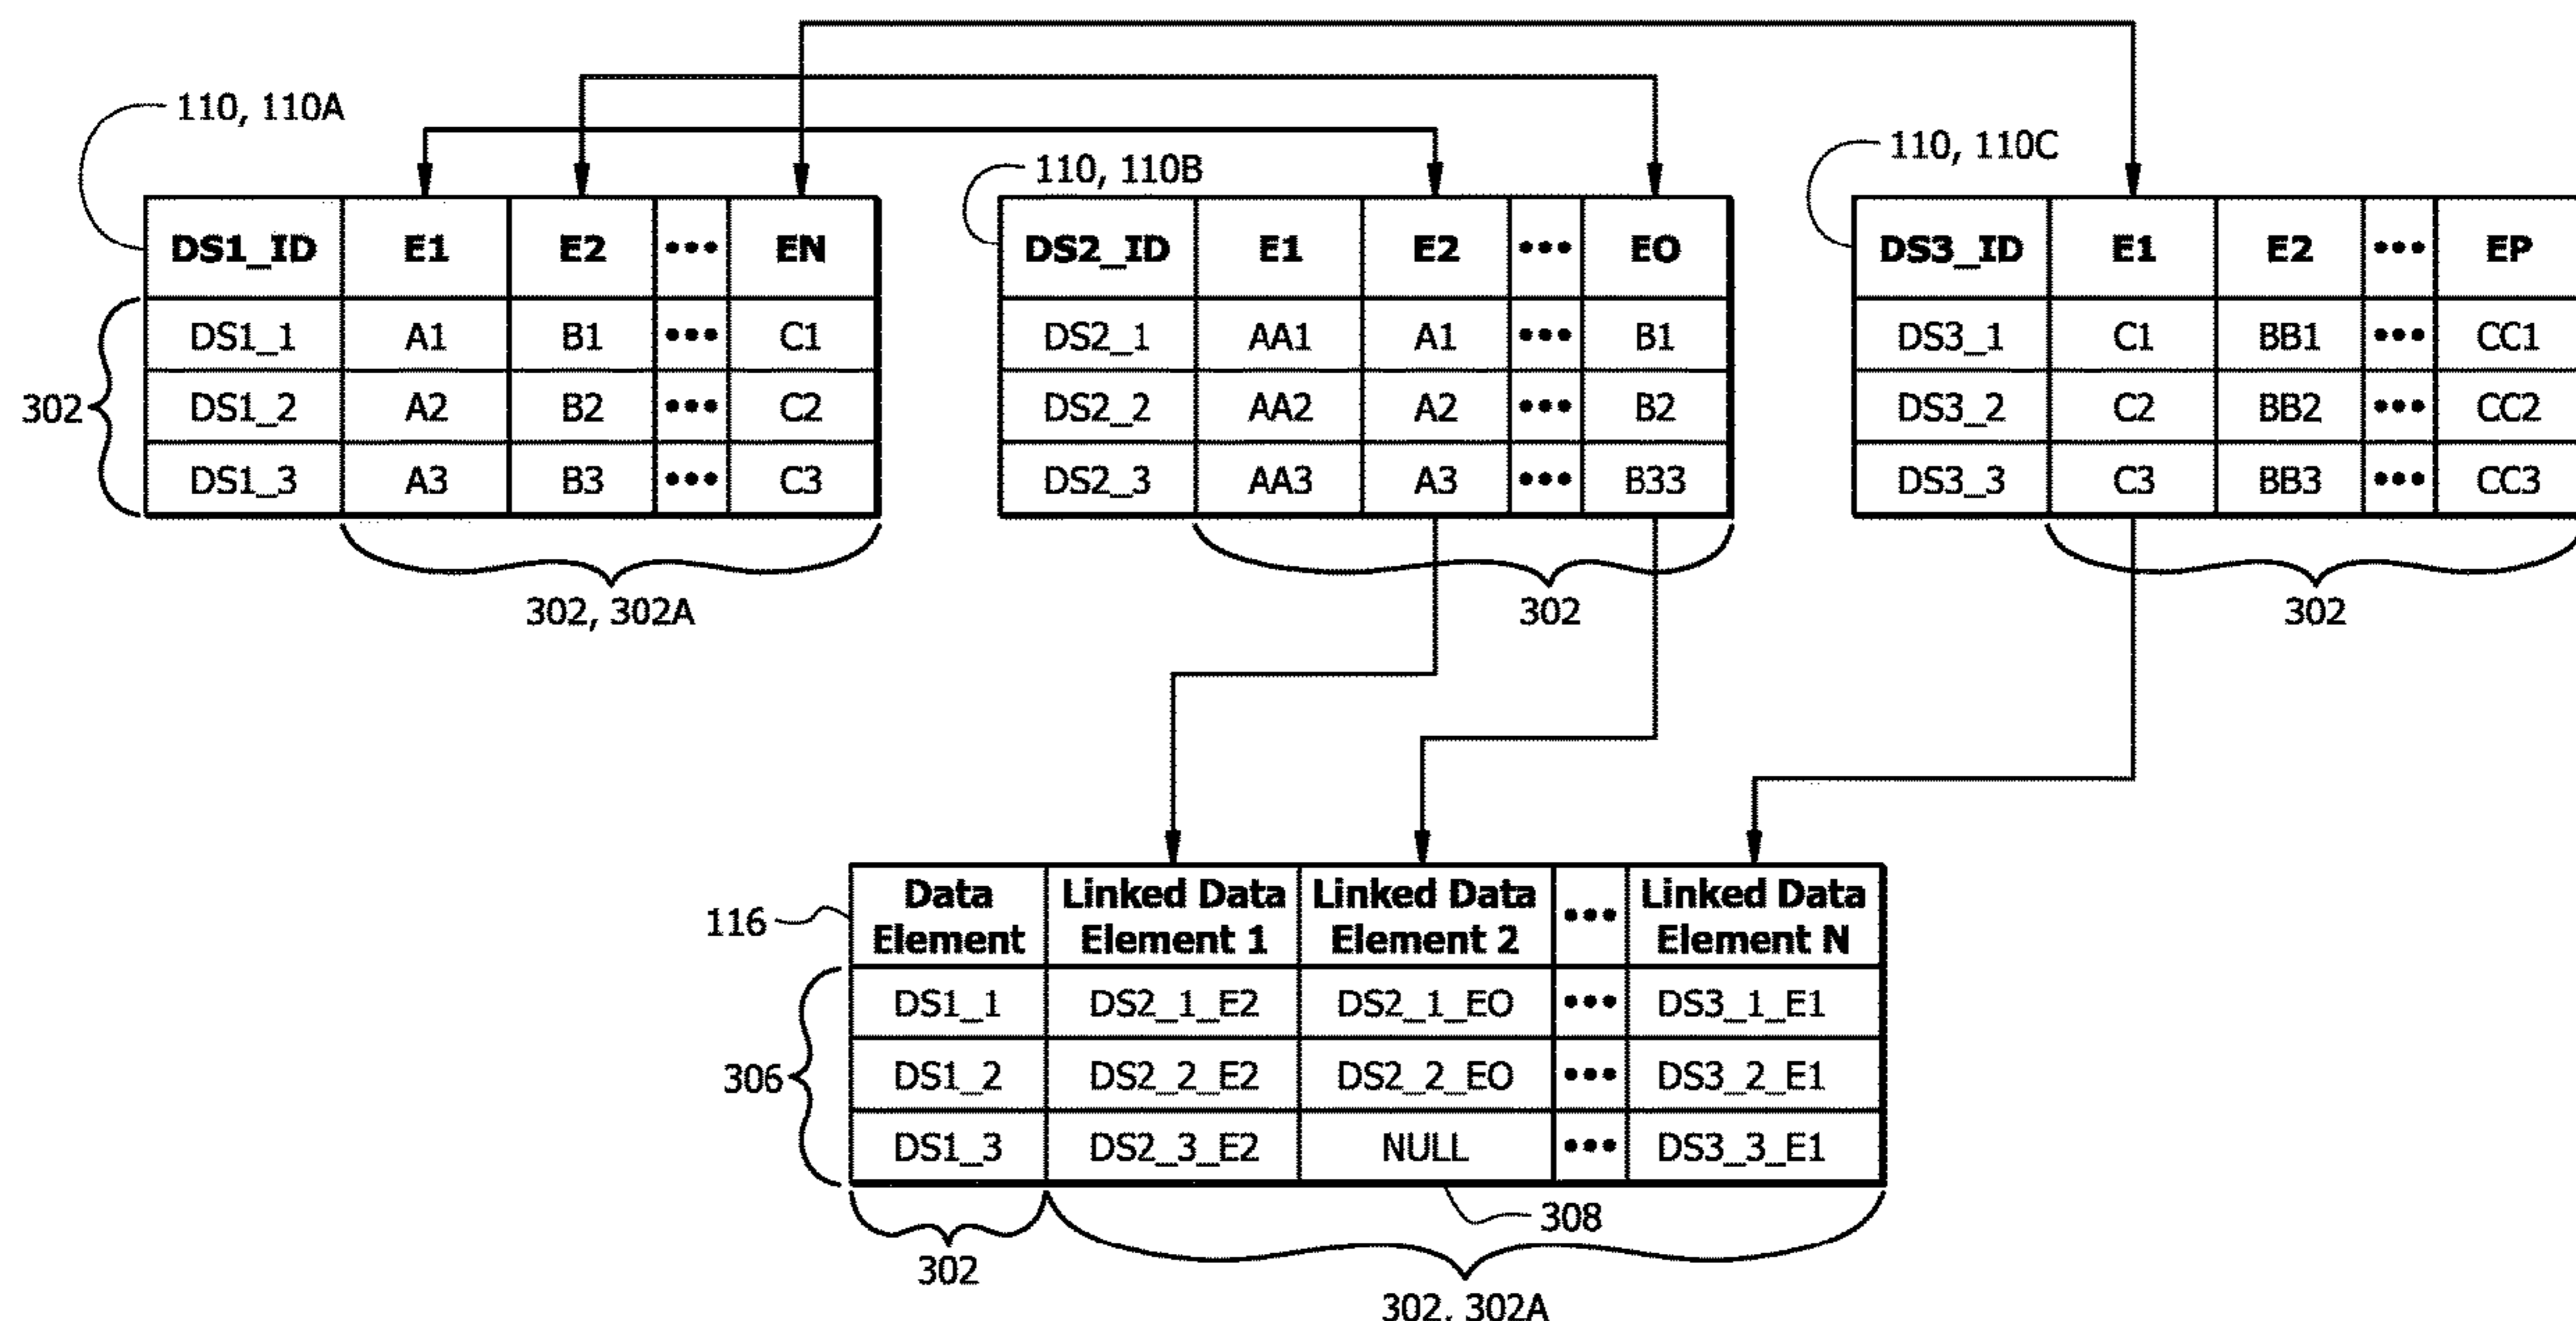 110, 110A
110, 110B
110, 110C
DS1_ID E1 E2 ••• EN
DS1_1 A1 B1 ••• C1
DS1_2 A2 B2 ••• C2
DS1_3 A3 B3 ••• C3
302
302, 302A
DS2_ID E1 E2 ••• EO
DS2_1 AA1 A1 ••• B1
DS2_2 AA2 A2 ••• B2
DS2_3 AA3 A3 ••• B33
302
DS3_ID E1 E2 ••• EP
DS3_1 C1 BB1 ••• CC1
DS3_2 C2 BB2 ••• CC2
DS3_3 C3 BB3 ••• CC3
302
116
Data Linked Data Linked Data ••• Linked Data
Element Element 1 Element 2 Element N
DS1_1 DS2_1_E2 DS2_1_EO ••• DS3_1_E1
306
DS1_2 DS2_2_E2 DS2_2_EO ••• DS3_2_E1
DS1_3 DS2_3_E2 NULL ••• DS3_3_E1
308
302
302, 302A